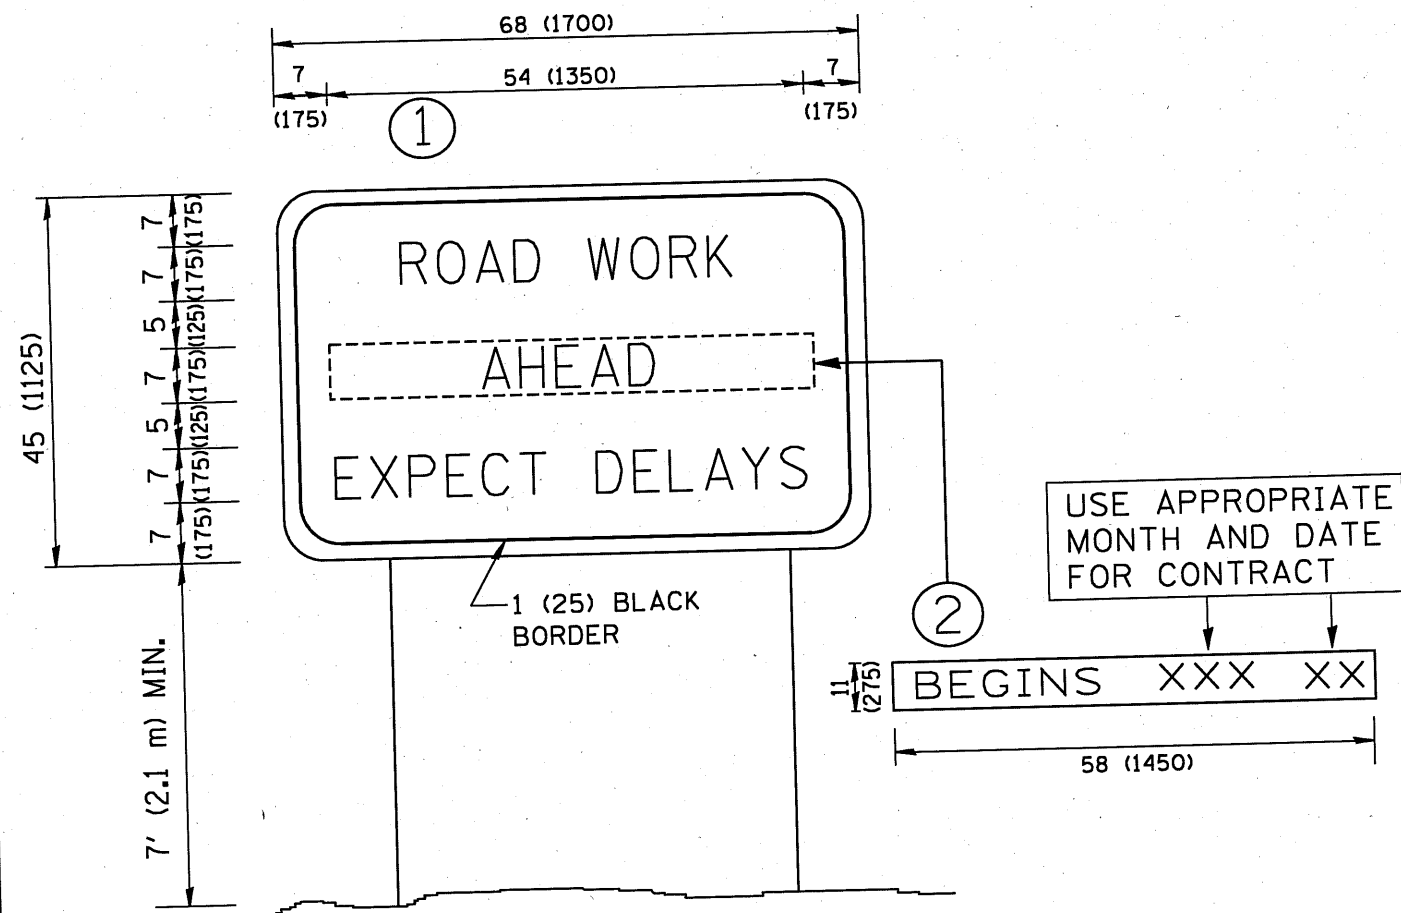 68 (1700)
7
54 (1350)
7
(175)
(175)
1
45 (1125)
7
(175)
7
(175)
5
(125)
7
(175)
5
(125)
7
(175)
7
(175)
ROAD WORK
AHEAD
EXPECT DELAYS
1 (25) BLACK
BORDER
7' (2.1 m) MIN.
2
USE APPROPRIATE
MONTH AND DATE
FOR CONTRACT
11
(275)
BEGINS XXX XX
58 (1450)